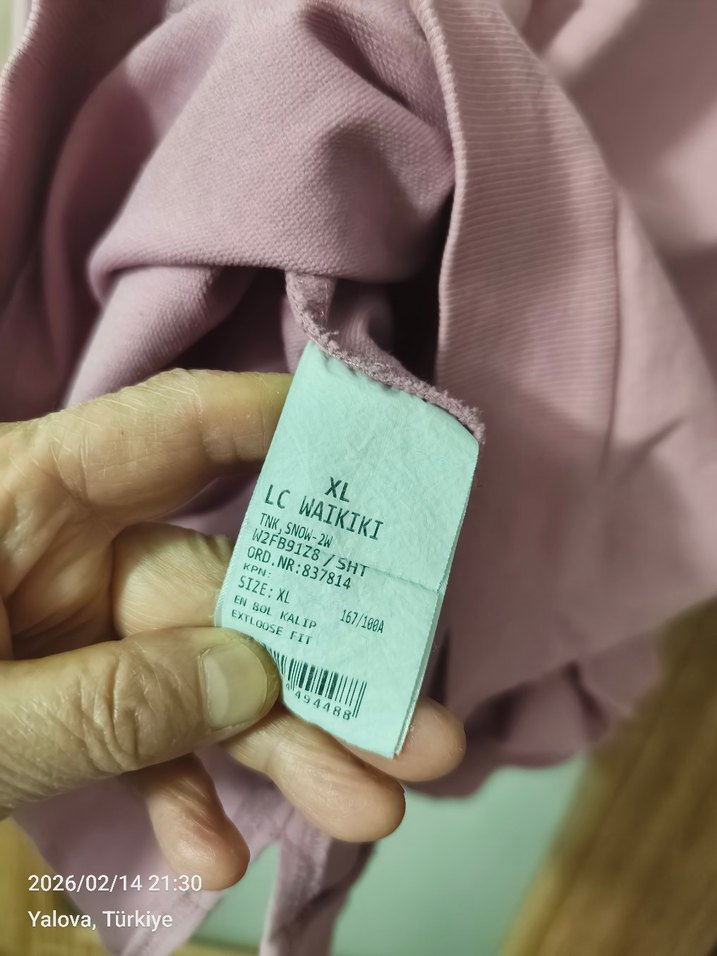 XL
LC WAIKIKI
TNK,SNOW-2W
W2FB91Z8/SHT
ORD.NR:837814
KPN:
SIZE: XL 167/100A
EN BOL KALIP
EXTLOOSE FIT
494488
2026/02/14 21:30
Yalova, Türkiye